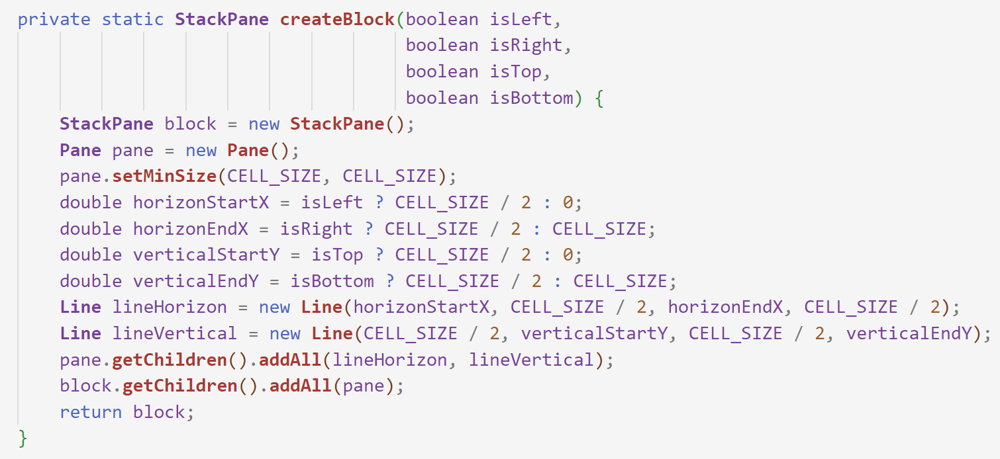 private static StackPane createBlock(boolean isLeft,
                                     boolean isRight,
                                     boolean isTop,
                                     boolean isBottom) {
    StackPane block = new StackPane();
    Pane pane = new Pane();
    pane.setMinSize(CELL_SIZE, CELL_SIZE);
    double horizonStartX = isLeft ? CELL_SIZE / 2 : 0;
    double horizonEndX = isRight ? CELL_SIZE / 2 : CELL_SIZE;
    double verticalStartY = isTop ? CELL_SIZE / 2 : 0;
    double verticalEndY = isBottom ? CELL_SIZE / 2 : CELL_SIZE;
    Line lineHorizon = new Line(horizonStartX, CELL_SIZE / 2, horizonEndX, CELL_SIZE / 2);
    Line lineVertical = new Line(CELL_SIZE / 2, verticalStartY, CELL_SIZE / 2, verticalEndY);
    pane.getChildren().addAll(lineHorizon, lineVertical);
    block.getChildren().addAll(pane);
    return block;
}